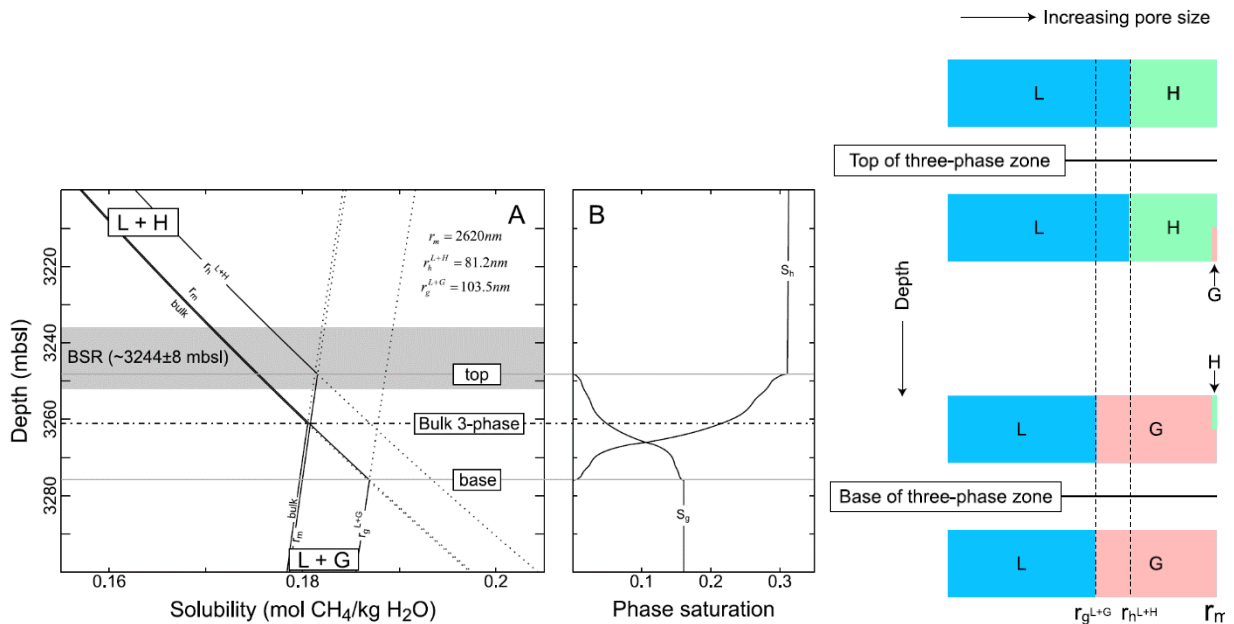 Increasing pore size
L
H
Top of three-phase zone
L
H
G
Depth
H
L
G
Base of three-phase zone
L
G
r_g^L+G
r_h^L+H
r_m
A
L + H
r_h^L+H
r_m
bulk
r_m = 2620nm
r_h^L+H = 81.2nm
r_g^L+G = 103.5nm
BSR (~3244±8 mbsl)
top
Bulk 3-phase
base
bulk
r_m
r_g^L+G
L + G
Depth (mbsl)
3220
3240
3260
3280
0.16
0.18
0.2
Solubility (mol CH₄/kg H₂O)
B
S_h
S_g
0.1
0.2
0.3
Phase saturation